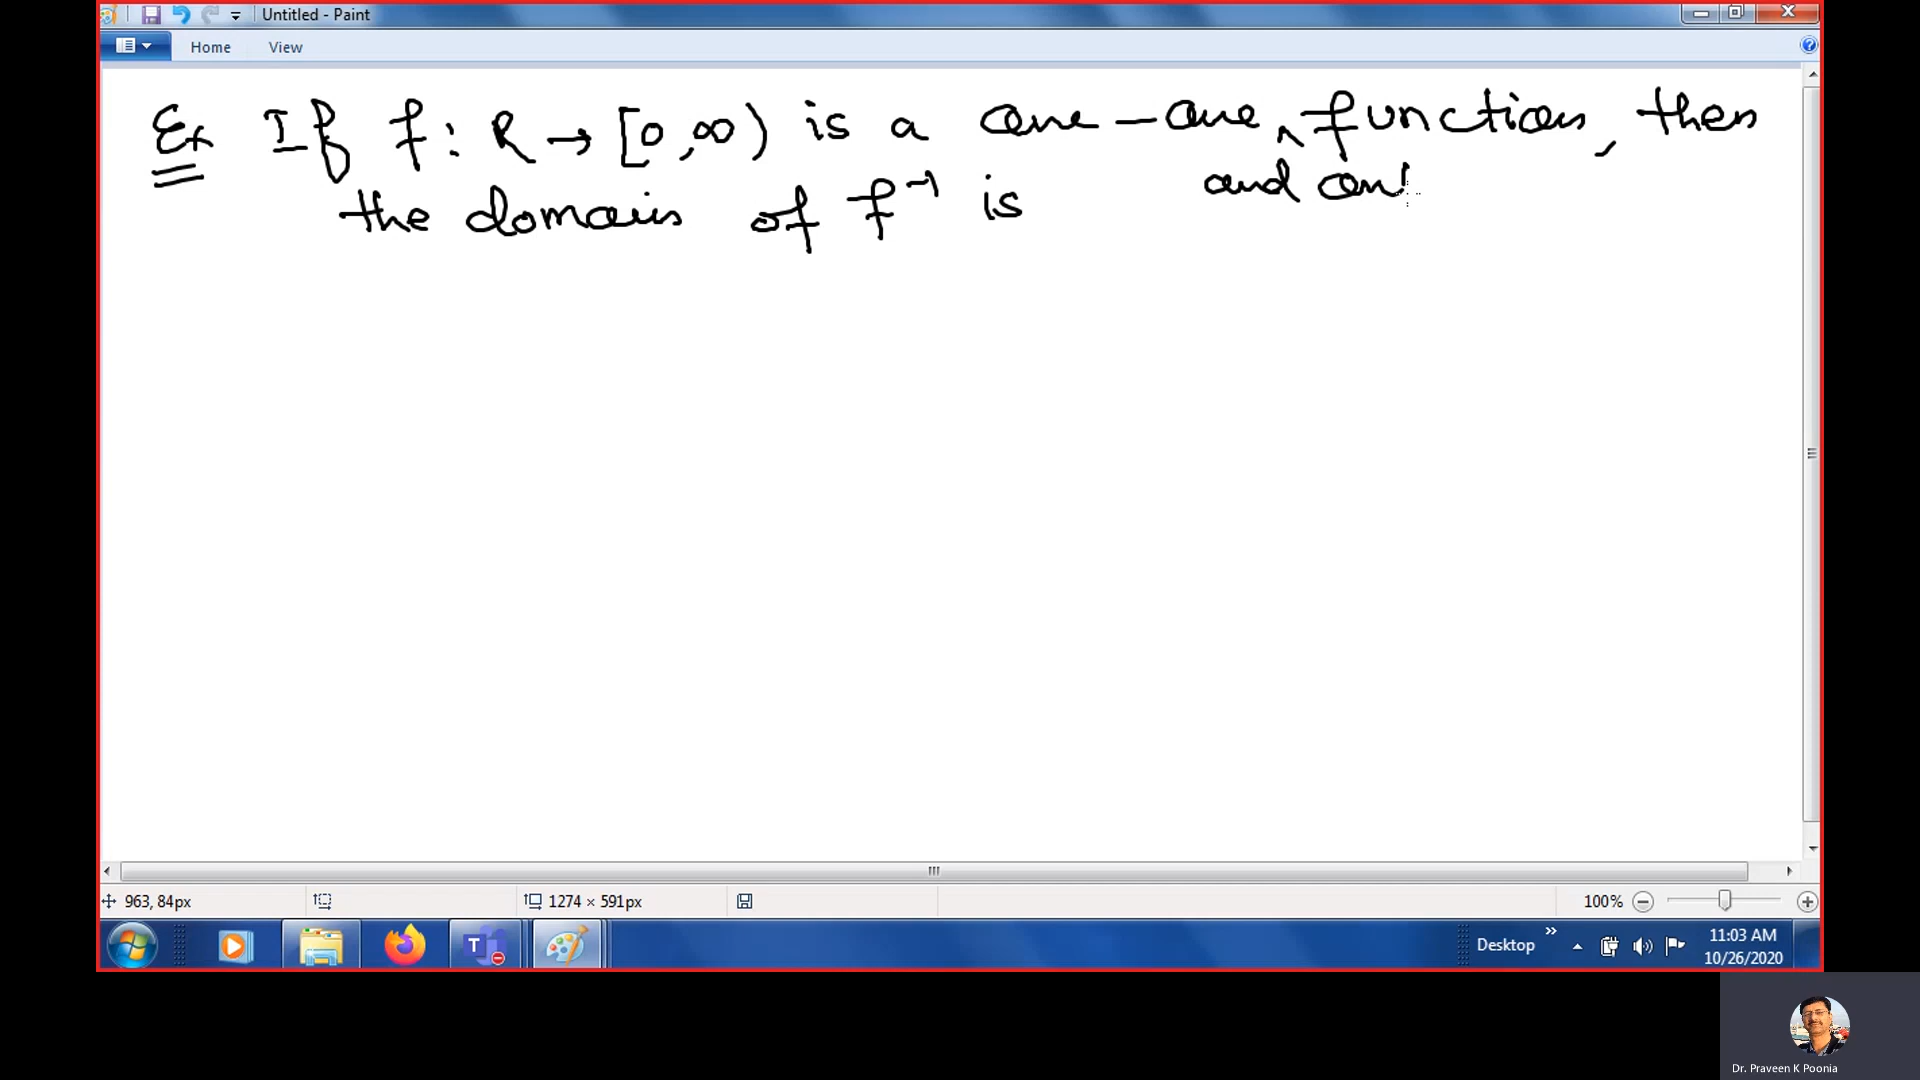 Untitled - Paint
Home View
Ex If f: R → [0, ∞) is a one-one ^ function, then
and ont
the domain of f⁻¹ is
963, 84px 1274 × 591px 100%
Desktop » 11:03 AM
10/26/2020
Dr. Praveen K Poonia